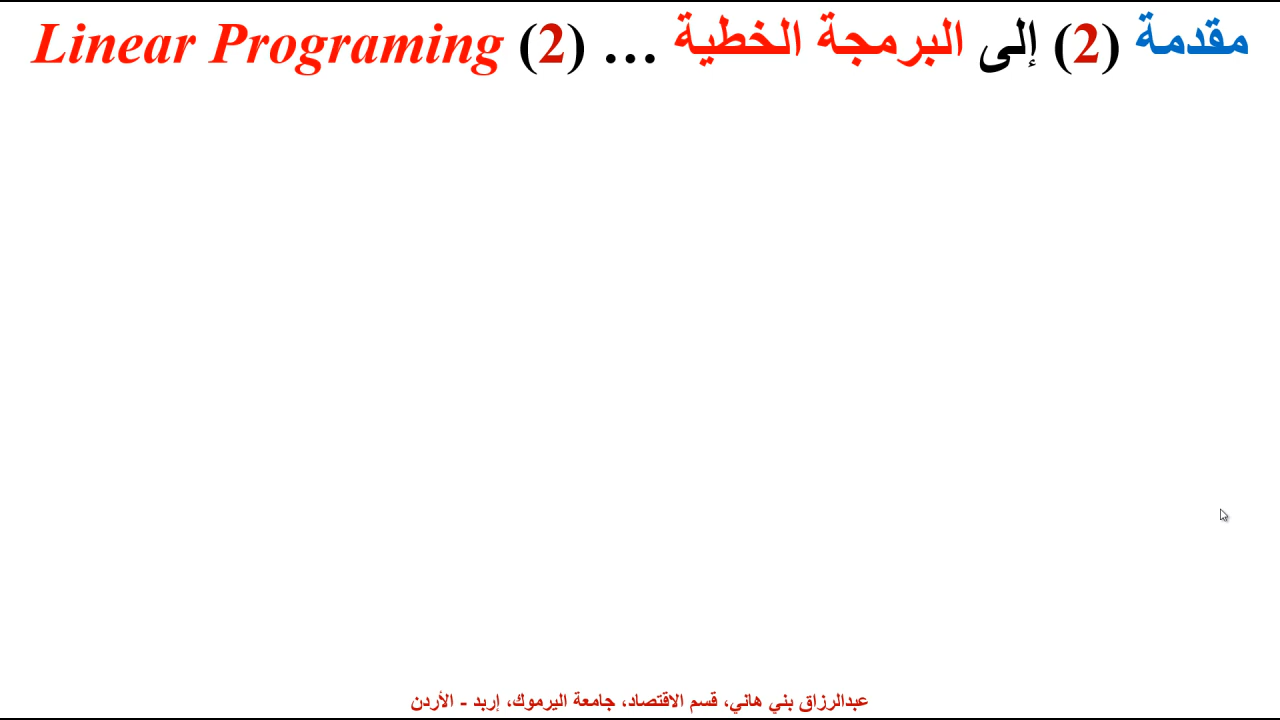 مقدمة (2) إلى البرمجة الخطية ... (2) Linear Programing
عبدالرزاق بني هاني، قسم الاقتصاد، جامعة اليرموك، إربد - الأردن